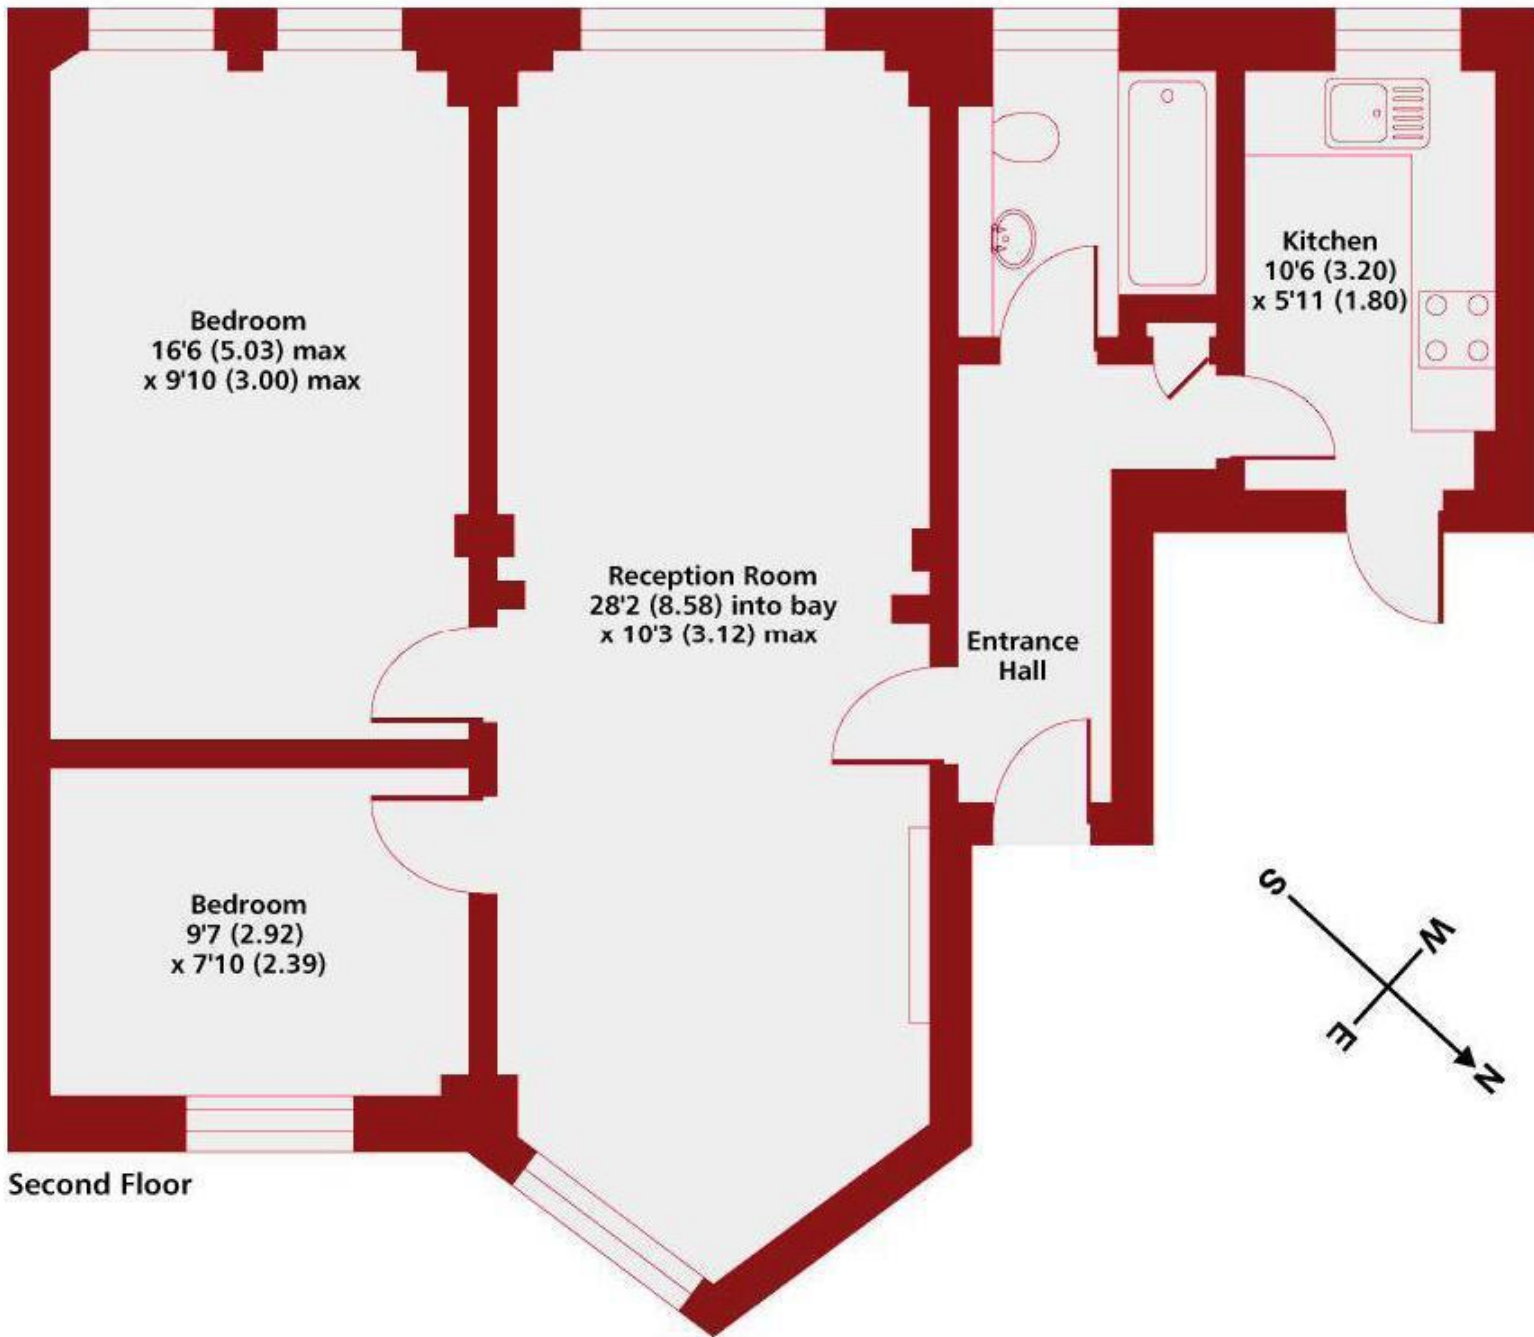 Bedroom
16'6 (5.03) max
x 9'10 (3.00) max
Reception Room
28'2 (8.58) into bay
x 10'3 (3.12) max
Kitchen
10'6 (3.20)
x 5'11 (1.80)
Entrance
Hall
Bedroom
9'7 (2.92)
x 7'10 (2.39)
S
W
E
N
Second Floor